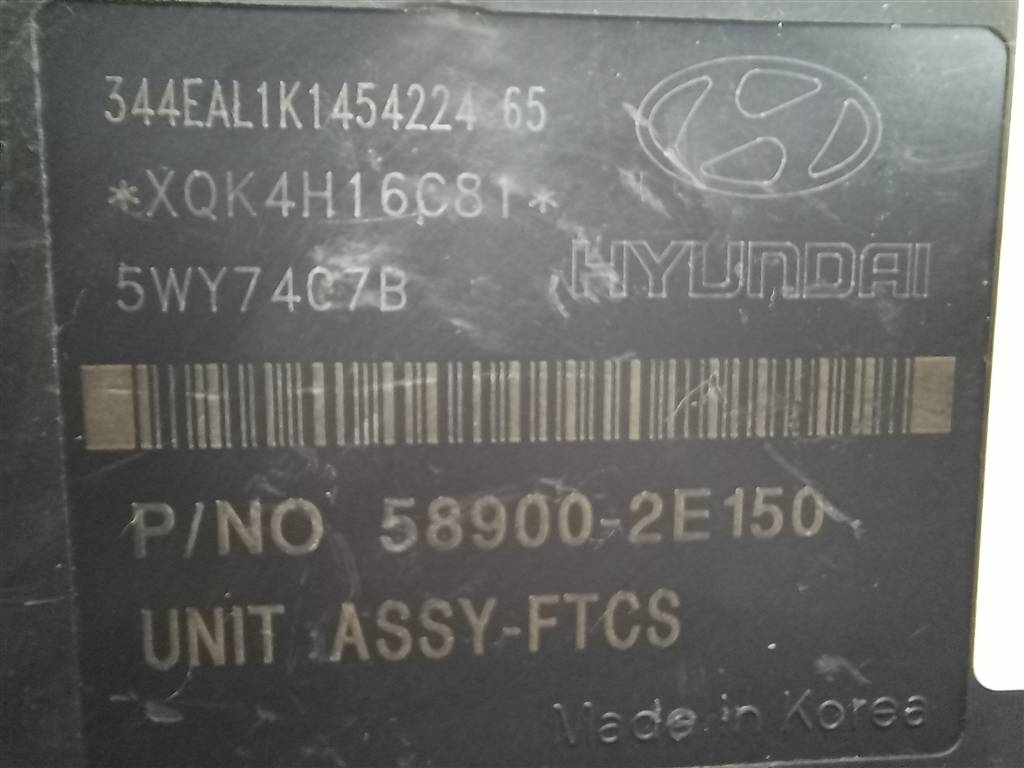 344EAL1K1454224 65
*XQK4H16C81*
HYUNDAI
5WY74C7B
P/NO 58900-2E150
UNIT ASSY-FTCS
Made in Korea